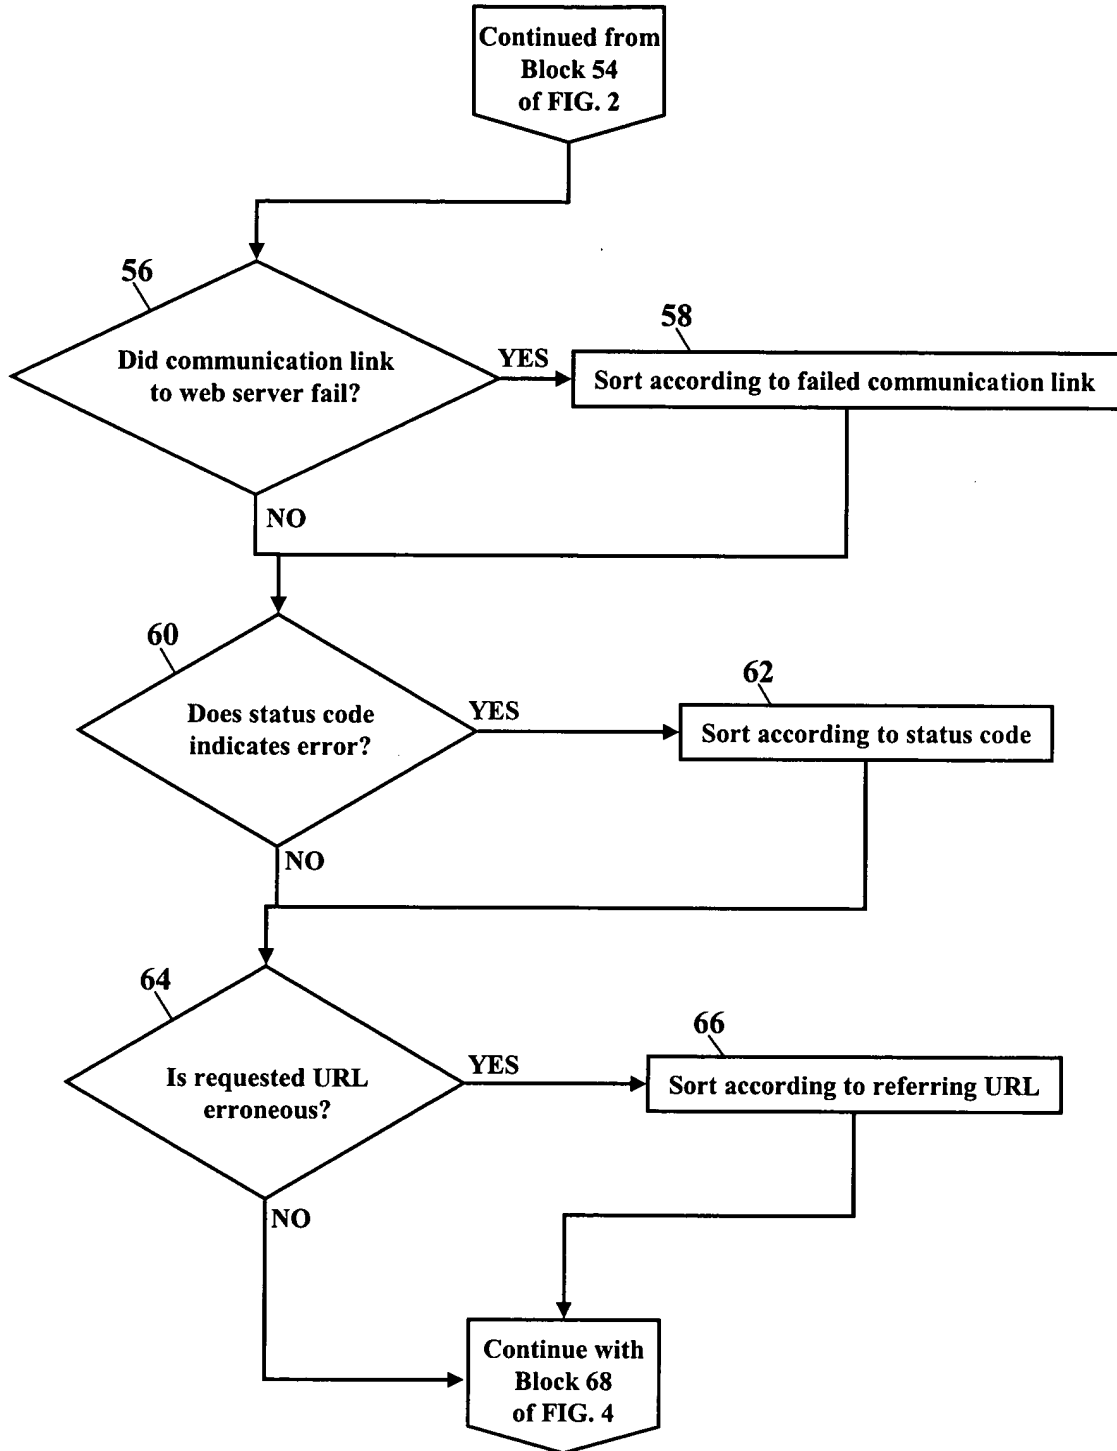 Continued from
Block 54
of FIG. 2
56
Did communication link
to web server fail?
YES
58
Sort according to failed communication link
NO
60
Does status code
indicates error?
YES
62
Sort according to status code
NO
64
Is requested URL
erroneous?
YES
66
Sort according to referring URL
NO
Continue with
Block 68
of FIG. 4